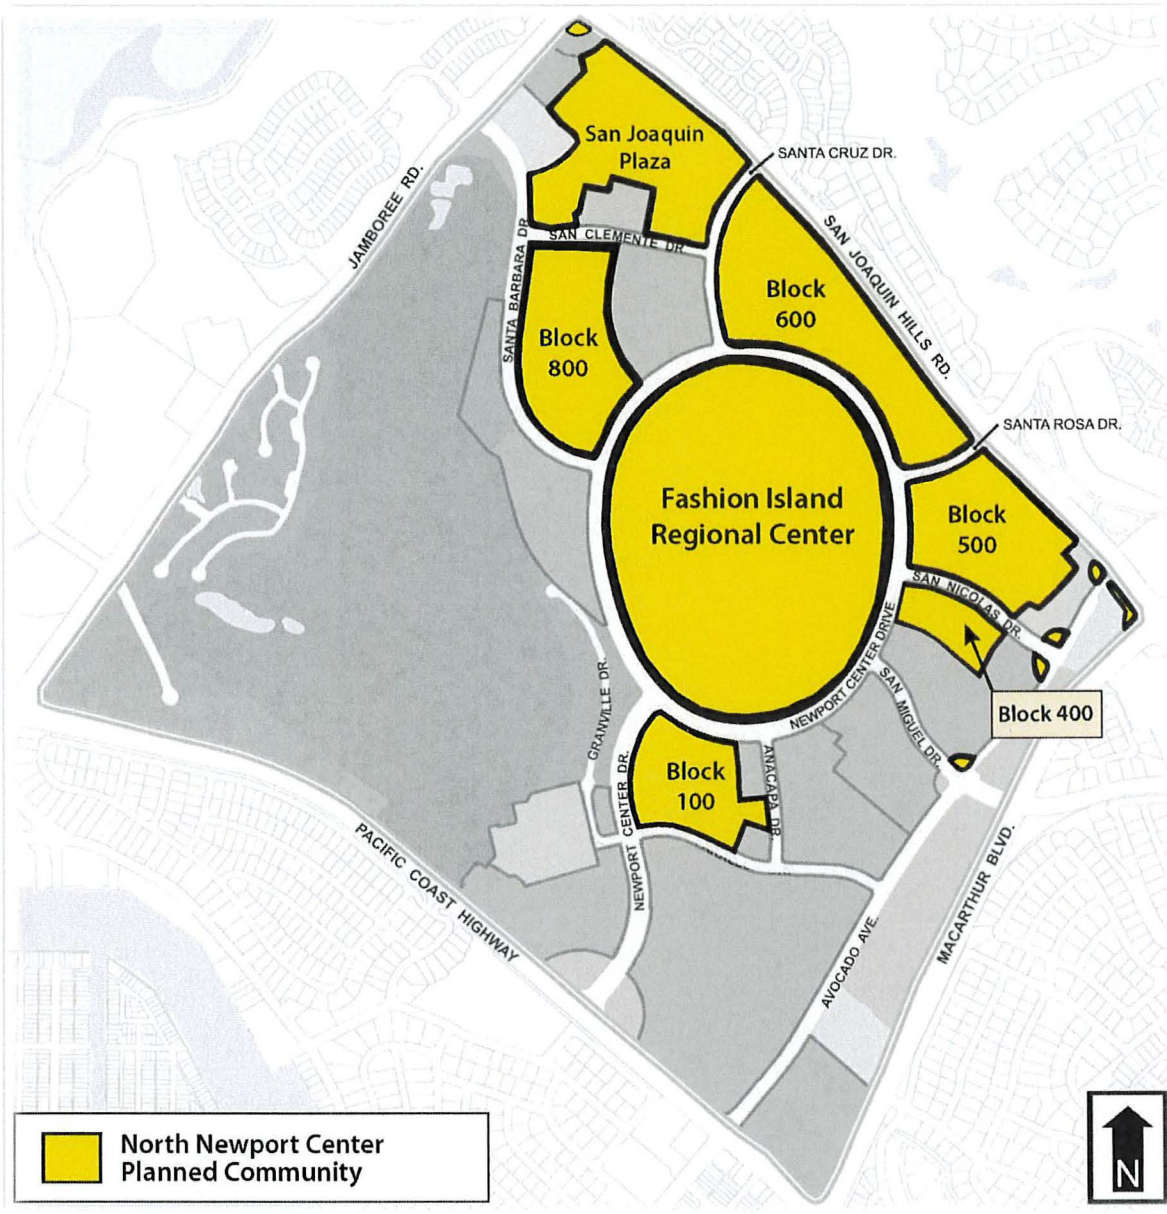 San Joaquin
Plaza
SANTA CRUZ DR.
JAMBOREE RD.
SAN CLEMENTE DR.
SANTA BARBARA DR.
SAN JOAQUIN HILLS RD.
Block
600
Block
800
SANTA ROSA DR.
Fashion Island
Regional Center
Block
500
SAN NICOLAS DR.
NEWPORT CENTER DRIVE
SAN MIGUEL DR.
Block 400
GRANVILLE DR.
NEWPORT CENTER DR.
Block
100
ANACAPA DR.
PACIFIC COAST HIGHWAY
AVOCADO AVE.
MACARTHUR BLVD.
North Newport Center
Planned Community
N